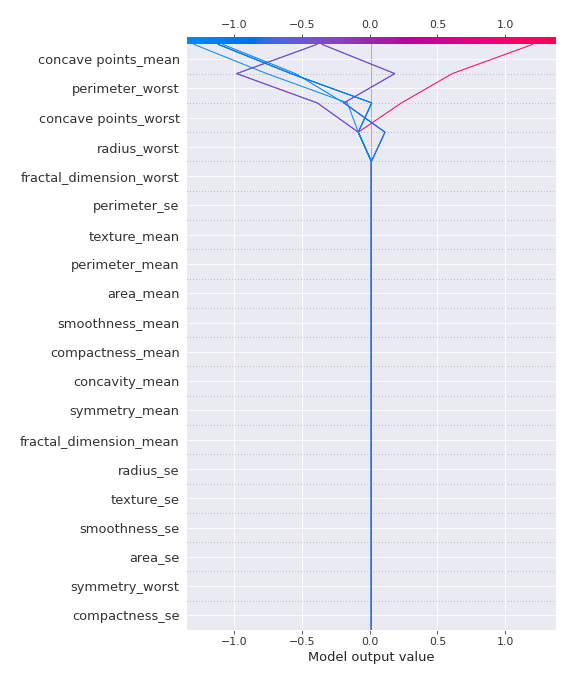 −1.0 −0.5 0.0 0.5 1.0
concave points_mean
perimeter_worst
concave points_worst
radius_worst
fractal_dimension_worst
perimeter_se
texture_mean
perimeter_mean
area_mean
smoothness_mean
compactness_mean
concavity_mean
symmetry_mean
fractal_dimension_mean
radius_se
texture_se
smoothness_se
area_se
symmetry_worst
compactness_se
−1.0 −0.5 0.0 0.5 1.0
Model output value